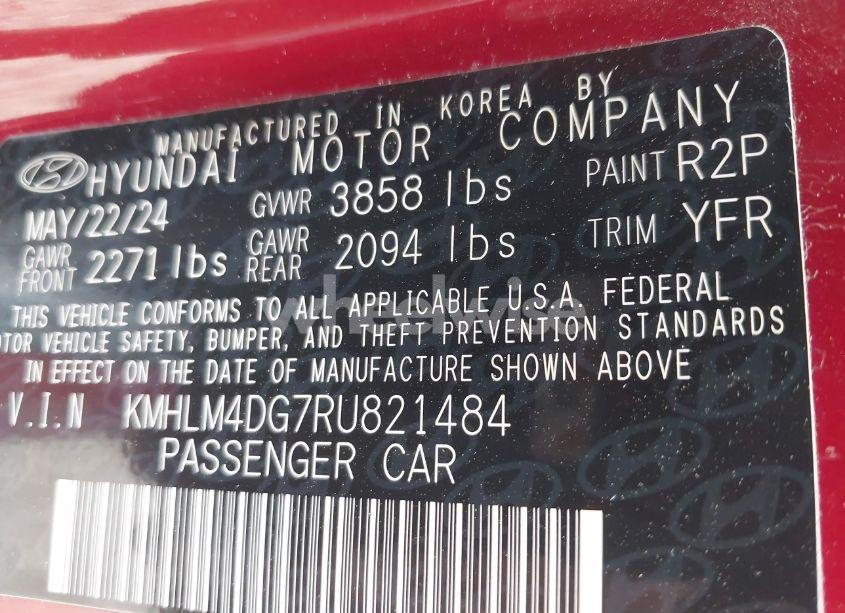 MANUFACTURED IN KOREA BY
HYUNDAI MOTOR COMPANY
MAY/22/24 GVWR 3858 lbs PAINT R2P
GAWR FRONT 2271 lbs GAWR REAR 2094 lbs TRIM YFR
THIS VEHICLE CONFORMS TO ALL APPLICABLE U.S.A. FEDERAL
OTOR VEHICLE SAFETY, BUMPER, AND THEFT PREVENTION STANDARDS
IN EFFECT ON THE DATE OF MANUFACTURE SHOWN ABOVE
V.I.N KMHLM4DG7RU821484
PASSENGER CAR
wheelwise